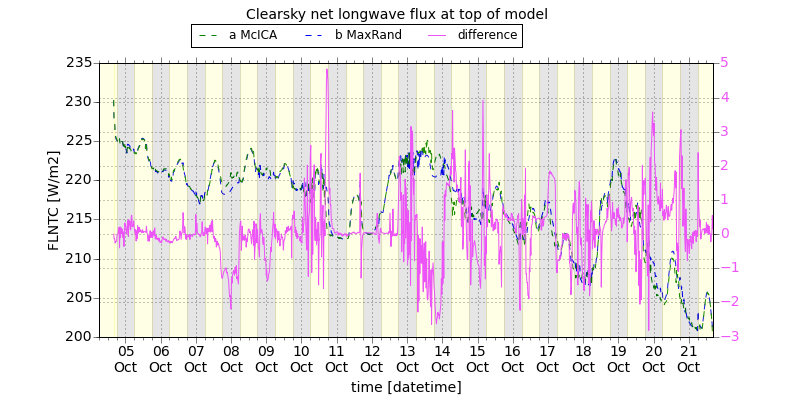 Clearsky net longwave flux at top of model
a McICA b MaxRand difference
235 5
230 4
225 3
220 2
215 1
210 0
205 −1
200 −2
−3
FLNTC [W/m2]
05 06 07 08 09 10 11 12 13 14 15 16 17 18 19 20 21
Oct Oct Oct Oct Oct Oct Oct Oct Oct Oct Oct Oct Oct Oct Oct Oct Oct
time [datetime]